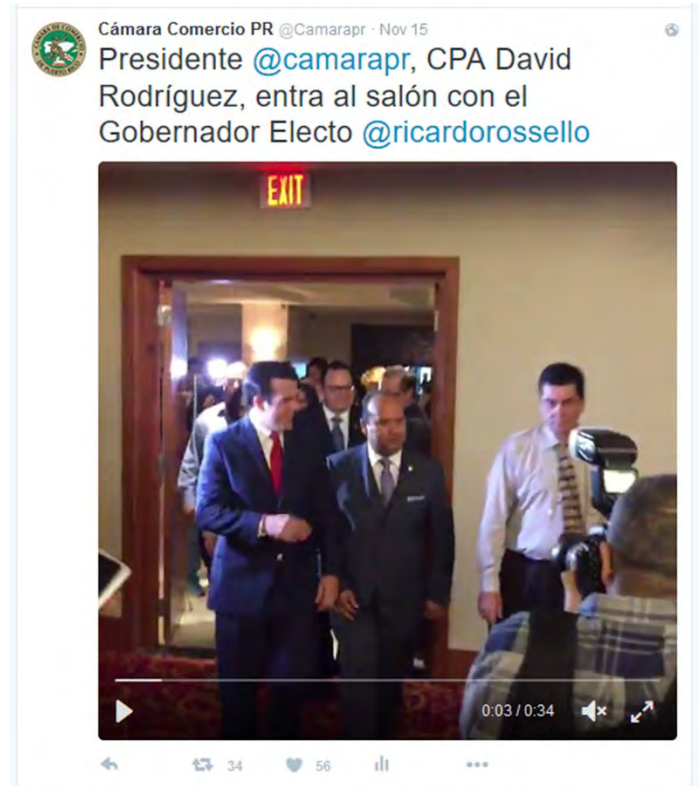 Cámara Comercio PR @Camarapr · Nov 15
Presidente @camarapr, CPA David
Rodríguez, entra al salón con el
Gobernador Electo @ricardorossello
EXIT
0:03 / 0:34
34
56